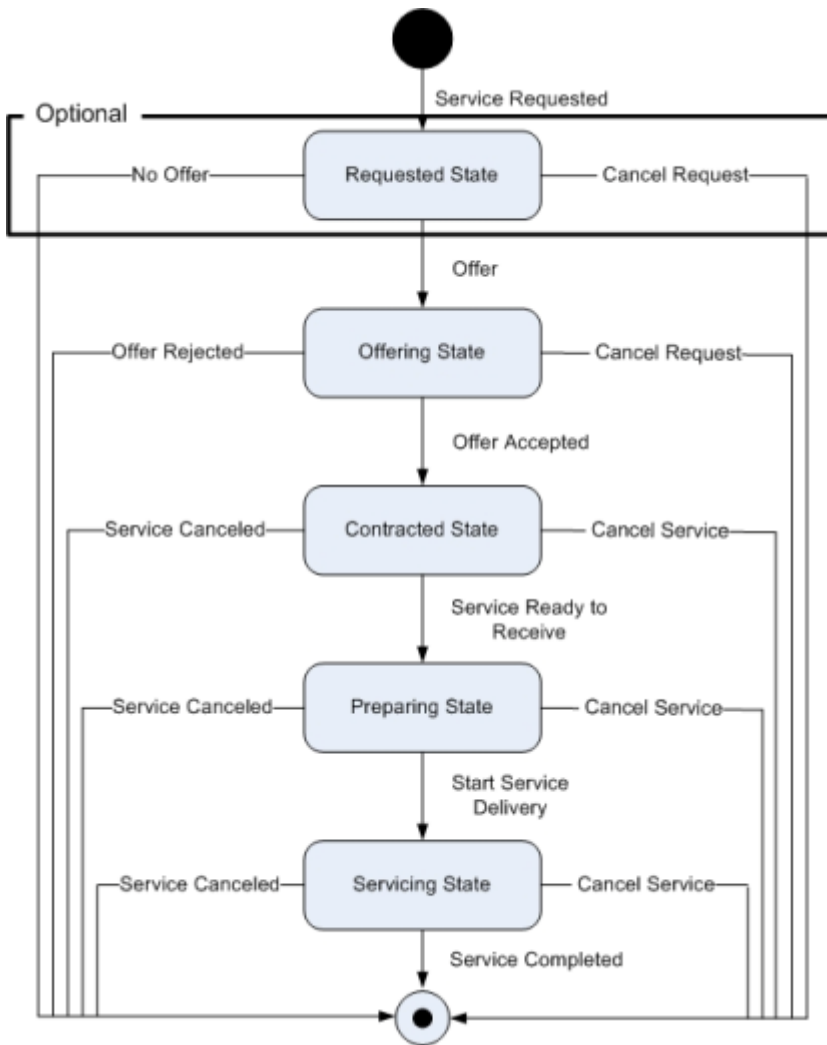 Service Requested
Optional
No Offer
Requested State
Cancel Request
Offer
Offer Rejected
Offering State
Cancel Request
Offer Accepted
Service Canceled
Contracted State
Cancel Service
Service Ready to
Receive
Service Canceled
Preparing State
Cancel Service
Start Service
Delivery
Service Canceled
Servicing State
Cancel Service
Service Completed